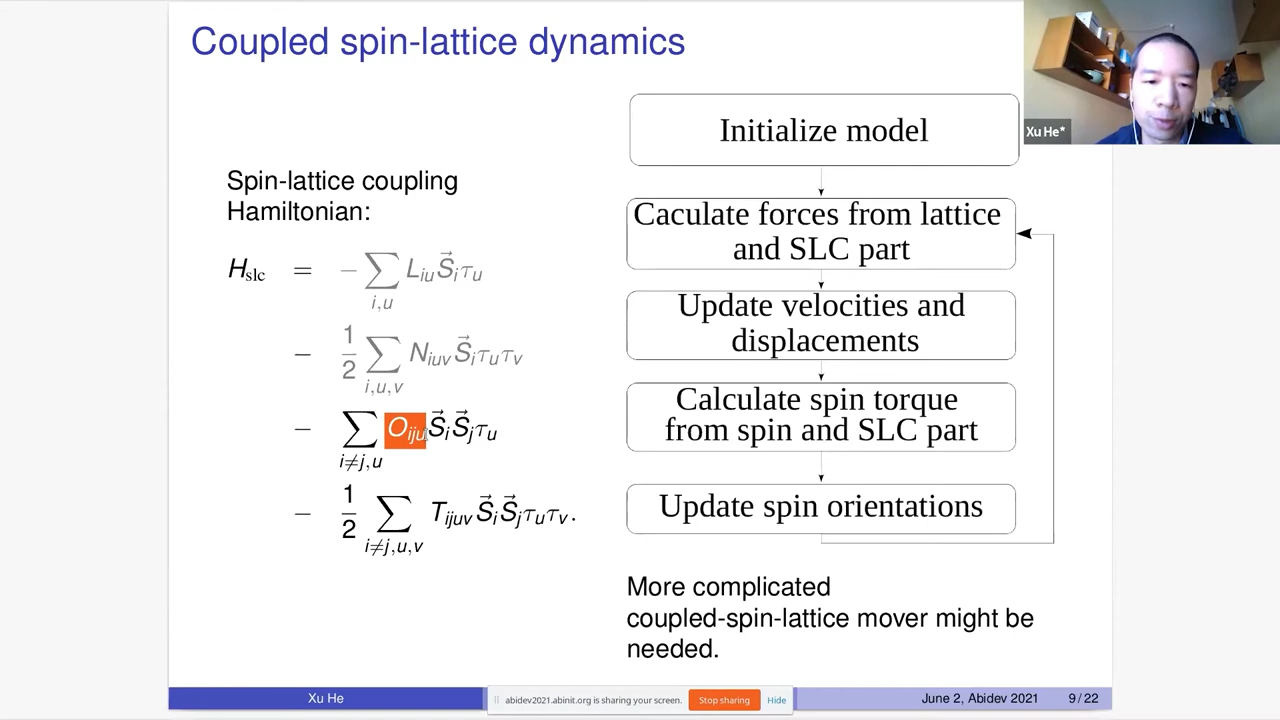 Coupled spin-lattice dynamics
Xu He*
Spin-lattice coupling
Hamiltonian:
H_slc = − ∑_{i,u} L_{iu} S⃗_i τ_u
− 1/2 ∑_{i,u,v} N_{iuv} S⃗_i τ_u τ_v
− ∑_{i≠j,u} O_{iju} S⃗_i S⃗_j τ_u
− 1/2 ∑_{i≠j,u,v} T_{ijuv} S⃗_i S⃗_j τ_u τ_v.
Initialize model
Caculate forces from lattice
and SLC part
Update velocities and
displacements
Calculate spin torque
from spin and SLC part
Update spin orientations
More complicated
coupled-spin-lattice mover might be
needed.
Xu He
abidev2021.abinit.org is sharing your screen. Stop sharing Hide
June 2, Abidev 2021 9 / 22